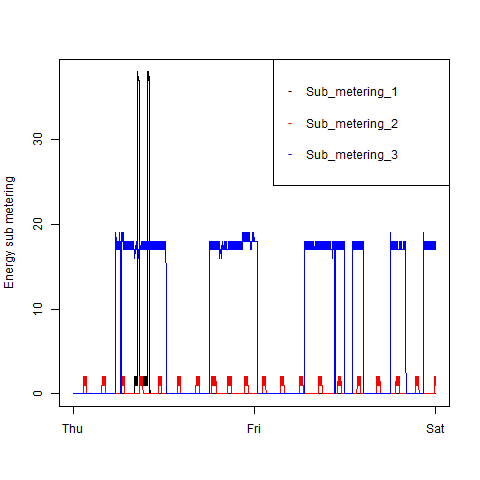 Sub_metering_1
Sub_metering_2
Sub_metering_3
Energy sub metering
30
20
10
0
Thu Fri Sat